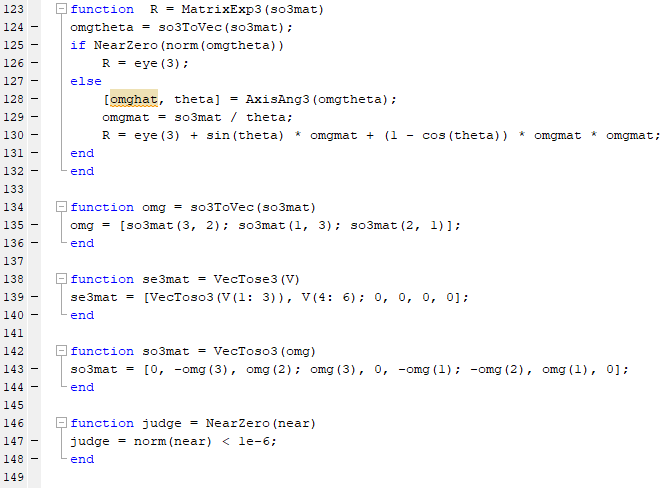 123 function  R = MatrixExp3(so3mat)
124 - omgtheta = so3ToVec(so3mat);
125 - if NearZero(norm(omgtheta))
126 -     R = eye(3);
127 - else
128 -     [omghat, theta] = AxisAng3(omgtheta);
129 -     omgmat = so3mat / theta;
130 -     R = eye(3) + sin(theta) * omgmat + (1 - cos(theta)) * omgmat * omgmat;
131 - end
132 - end
133
134 function omg = so3ToVec(so3mat)
135 - omg = [so3mat(3, 2); so3mat(1, 3); so3mat(2, 1)];
136 - end
137
138 function se3mat = VecTose3(V)
139 - se3mat = [VecToso3(V(1: 3)), V(4: 6); 0, 0, 0, 0];
140 - end
141
142 function so3mat = VecToso3(omg)
143 - so3mat = [0, -omg(3), omg(2); omg(3), 0, -omg(1); -omg(2), omg(1), 0];
144 - end
145
146 function judge = NearZero(near)
147 - judge = norm(near) < 1e-6;
148 - end
149